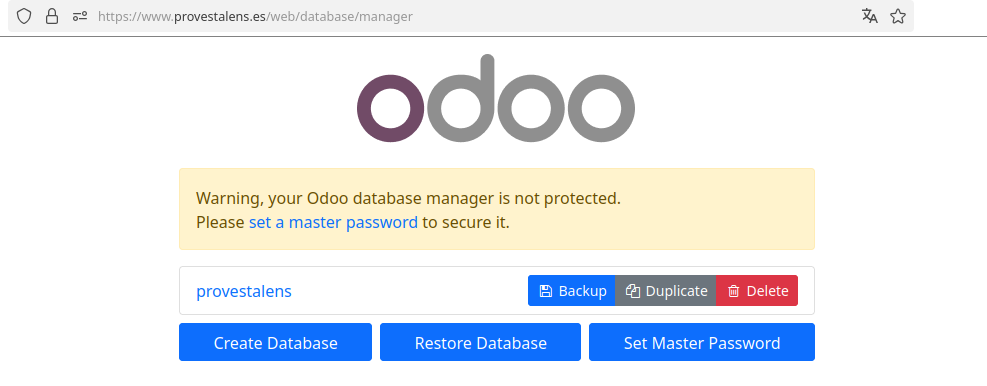 https://www.provestalens.es/web/database/manager
odoo
Warning, your Odoo database manager is not protected.
Please set a master password to secure it.
provestalens
Backup
Duplicate
Delete
Create Database
Restore Database
Set Master Password